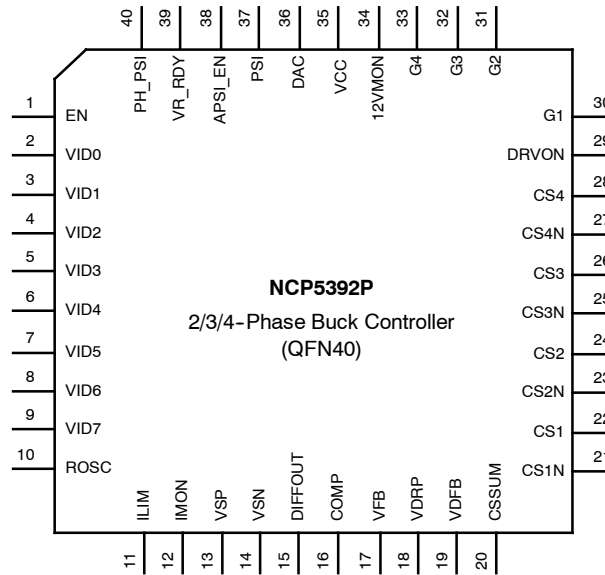 40 39 38 37 36 35 34 33 32 31
PH_PSI VR_RDY APSI_EN PSI DAC VCC 12VMON G4 G3 G2
1 EN
2 VID0
3 VID1
4 VID2
5 VID3
6 VID4
7 VID5
8 VID6
9 VID7
10 ROSC
G1 30
DRVON 29
CS4 28
CS4N 27
CS3 26
CS3N 25
CS2 24
CS2N 23
CS1 22
CS1N 21
NCP5392P
2/3/4-Phase Buck Controller
(QFN40)
ILIM IMON VSP VSN DIFFOUT COMP VFB VDRP VDFB CSSUM
11 12 13 14 15 16 17 18 19 20